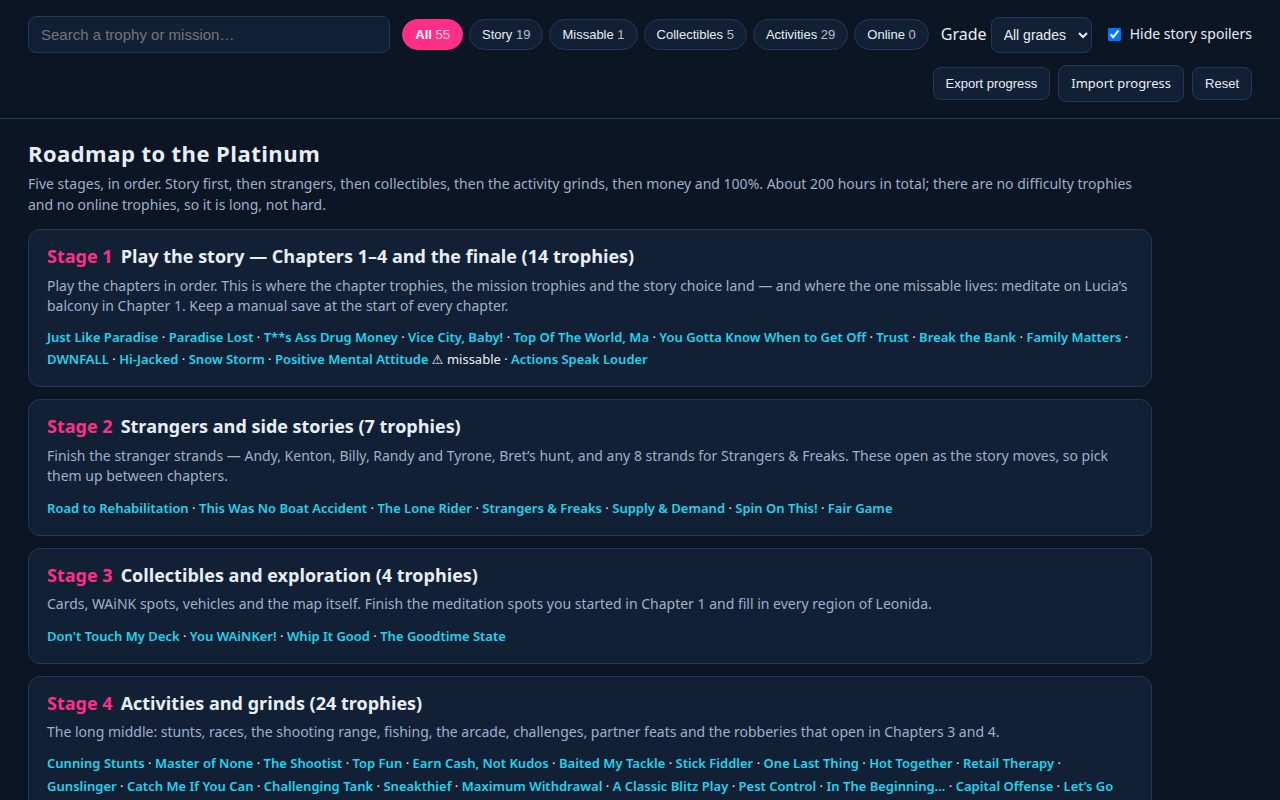 Search a trophy or mission…
All 55
Story 19
Missable 1
Collectibles 5
Activities 29
Online 0
Grade
All grades
Hide story spoilers
Export progress
Import progress
Reset
Roadmap to the Platinum
Five stages, in order. Story first, then strangers, then collectibles, then the activity grinds, then money and 100%. About 200 hours in total; there are no difficulty trophies
and no online trophies, so it is long, not hard.
Stage 1 Play the story — Chapters 1–4 and the finale (14 trophies)
Play the chapters in order. This is where the chapter trophies, the mission trophies and the story choice land — and where the one missable lives: meditate on Lucia’s
balcony in Chapter 1. Keep a manual save at the start of every chapter.
Just Like Paradise · Paradise Lost · T**s Ass Drug Money · Vice City, Baby! · Top Of The World, Ma · You Gotta Know When to Get Off · Trust · Break the Bank · Family Matters ·
DWNFALL · Hi-Jacked · Snow Storm · Positive Mental Attitude ⚠ missable · Actions Speak Louder
Stage 2 Strangers and side stories (7 trophies)
Finish the stranger strands — Andy, Kenton, Billy, Randy and Tyrone, Bret’s hunt, and any 8 strands for Strangers & Freaks. These open as the story moves, so pick
them up between chapters.
Road to Rehabilitation · This Was No Boat Accident · The Lone Rider · Strangers & Freaks · Supply & Demand · Spin On This! · Fair Game
Stage 3 Collectibles and exploration (4 trophies)
Cards, WAiNK spots, vehicles and the map itself. Finish the meditation spots you started in Chapter 1 and fill in every region of Leonida.
Don't Touch My Deck · You WAiNKer! · Whip It Good · The Goodtime State
Stage 4 Activities and grinds (24 trophies)
The long middle: stunts, races, the shooting range, fishing, the arcade, challenges, partner feats and the robberies that open in Chapters 3 and 4.
Cunning Stunts · Master of None · The Shootist · Top Fun · Earn Cash, Not Kudos · Baited My Tackle · Stick Fiddler · One Last Thing · Hot Together · Retail Therapy ·
Gunslinger · Catch Me If You Can · Challenging Tank · Sneakthief · Maximum Withdrawal · A Classic Blitz Play · Pest Control · In The Beginning... · Capital Offense · Let’s Go